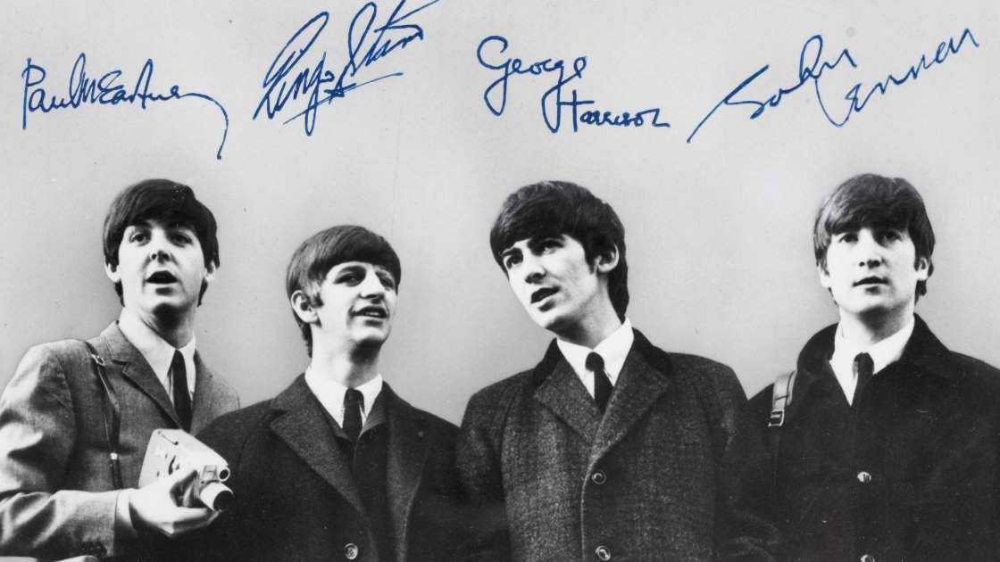 Paul McCartney
Ringo Starr
George
Harrison
John
Lennon